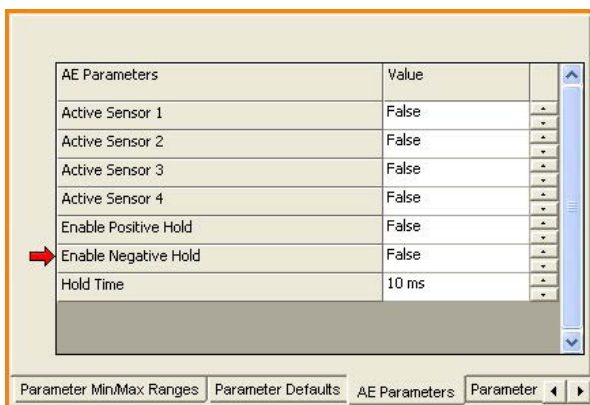 AE Parameters Value
Active Sensor 1 False
Active Sensor 2 False
Active Sensor 3 False
Active Sensor 4 False
Enable Positive Hold False
Enable Negative Hold False
Hold Time 10 ms
Parameter Min/Max Ranges Parameter Defaults AE Parameters Parameter